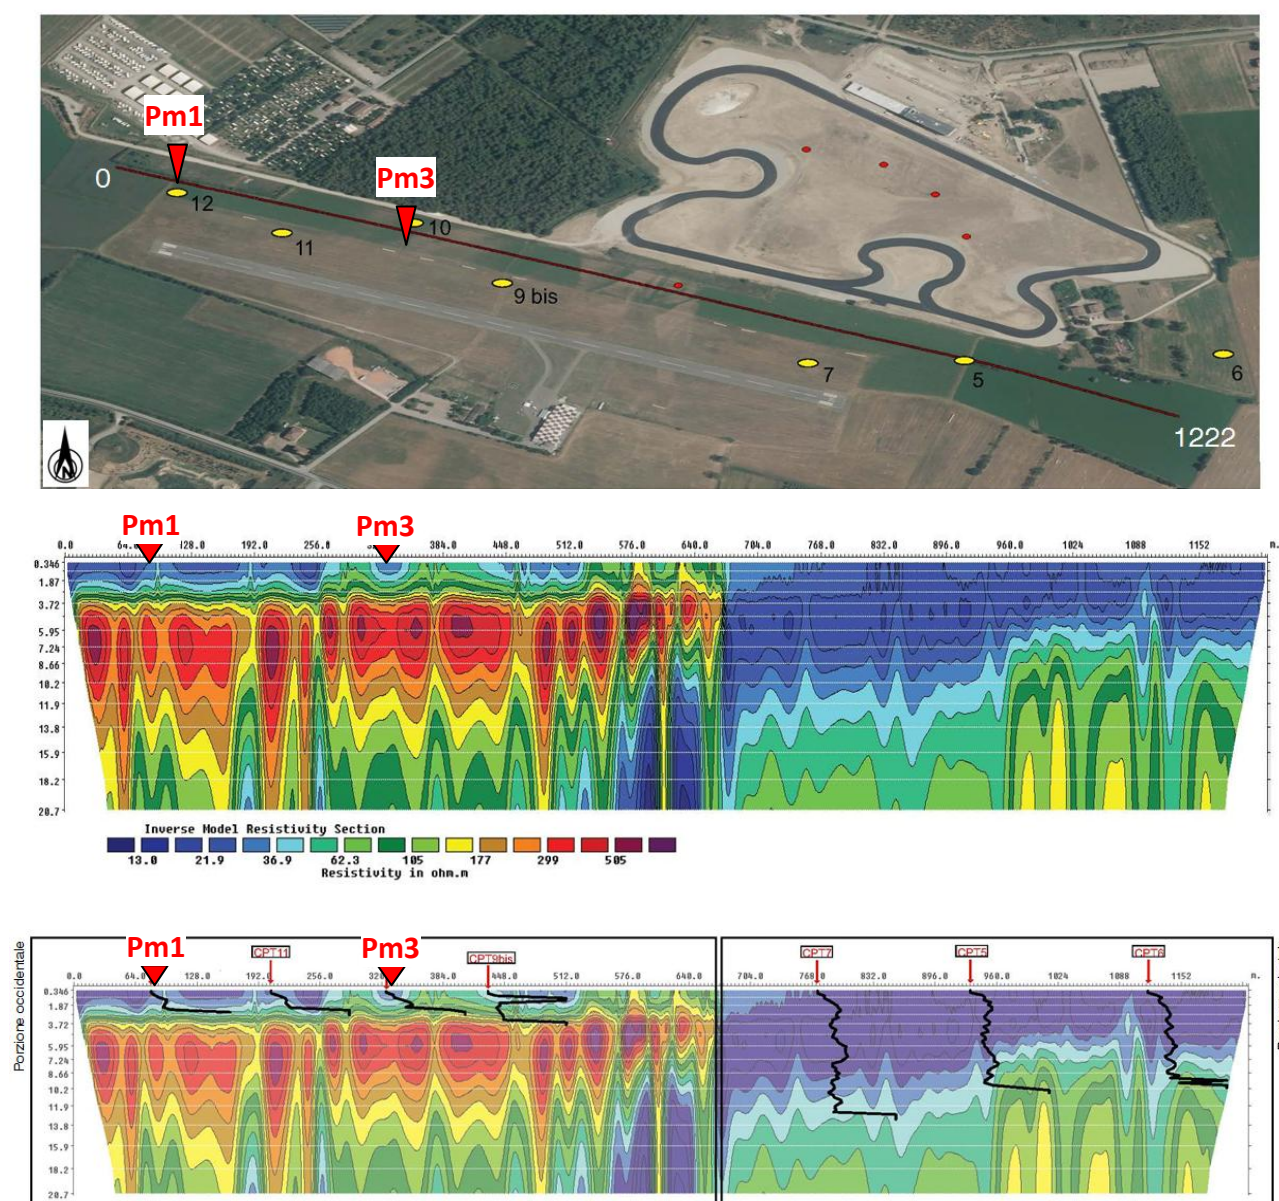 Pm1
Pm3
0
12
10
11
9 bis
7
5
6
1222
N
Pm1
Pm3
0.0 128.0 192.0 256.0 384.0 448.0 512.0 576.0 640.0 704.0 768.0 832.0 896.0 960.0 1024 1088 1152 m.
0.346
1.87
3.72
5.95
7.24
8.66
10.2
11.9
13.8
15.9
18.2
20.7
Inverse Model Resistivity Section
13.0 21.9 36.9 62.3 105 177 299 505
Resistivity in ohm.m
Porzione occidentale
Pm1
CPT11
Pm3
CPT9bis
CPT7
CPT5
CPT6
0.0 128.0 192.0 256.0 384.0 448.0 512.0 576.0 640.0 704.0 768.0 832.0 896.0 960.0 1024 1088 1152 m.
0.346
1.87
3.72
5.95
7.24
8.66
10.2
11.9
13.8
15.9
18.2
20.7